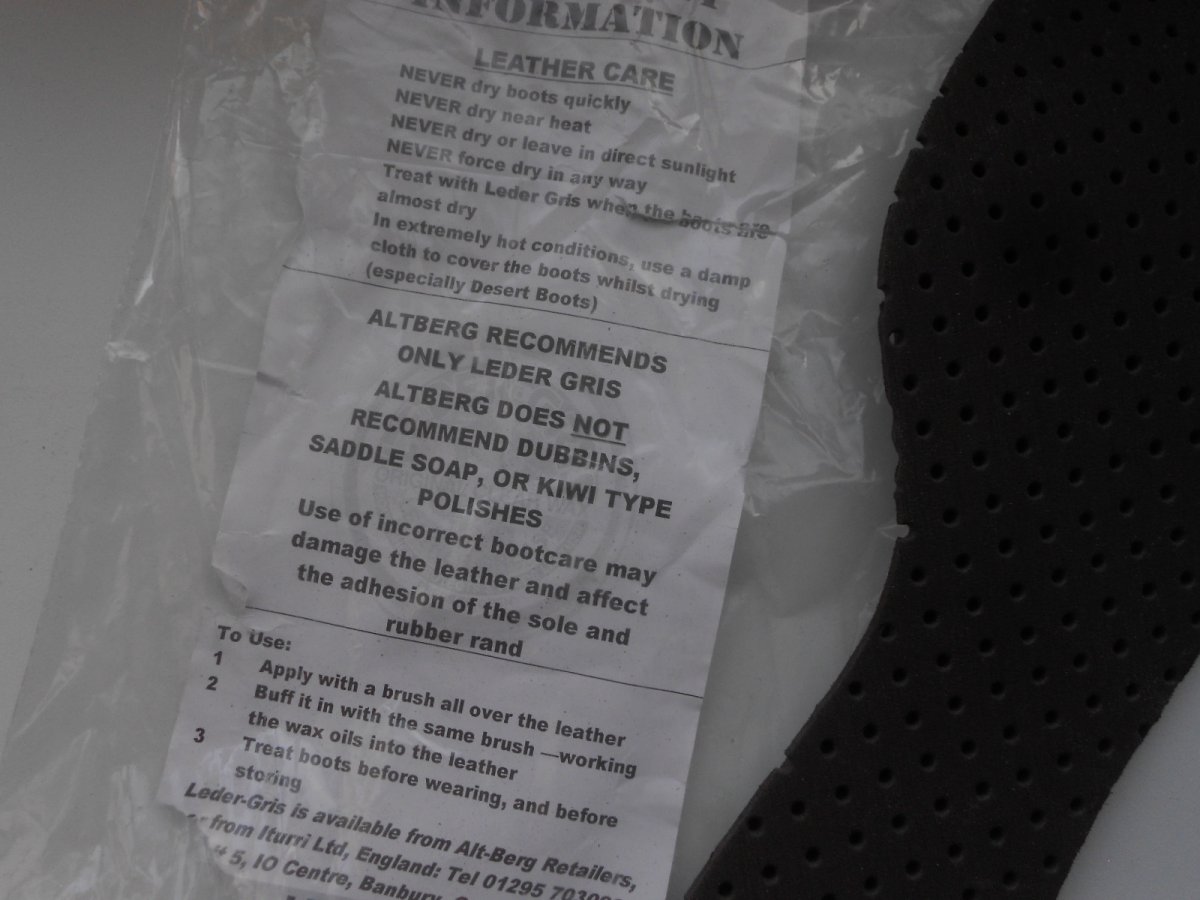 INFORMATION
LEATHER CARE
NEVER dry boots quickly
NEVER dry near heat
NEVER dry or leave in direct sunlight
NEVER force dry in any way
Treat with Leder Gris when the boots are
almost dry
In extremely hot conditions, use a damp
cloth to cover the boots whilst drying
(especially Desert Boots)
ALTBERG RECOMMENDS
ONLY LEDER GRIS
ALTBERG DOES NOT
RECOMMEND DUBBINS,
SADDLE SOAP, OR KIWI TYPE
POLISHES
Use of incorrect bootcare may
damage the leather and affect
the adhesion of the sole and
rubber rand
To Use:
1 Apply with a brush all over the leather
2 Buff it in with the same brush —working
the wax oils into the leather
3 Treat boots before wearing, and before
storing
Leder-Gris is available from Alt-Berg Retailers,
from Iturri Ltd, England: Tel 01295
5, IO Centre, Banbury,